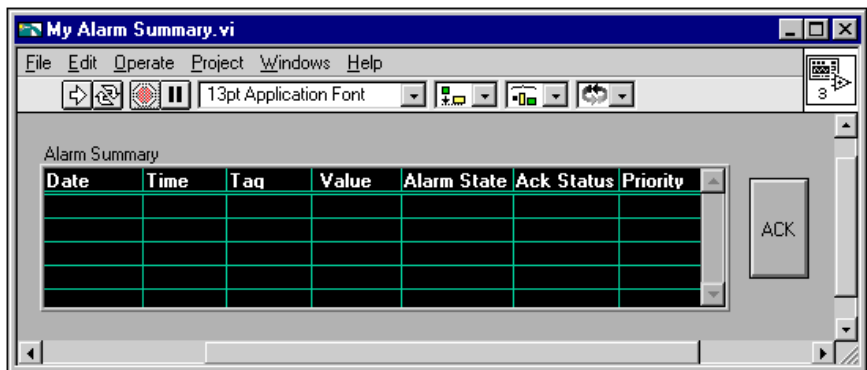 My Alarm Summary.vi
File Edit Operate Project Windows Help
13pt Application Font
3
Alarm Summary
Date Time Tag Value Alarm State Ack Status Priority
ACK